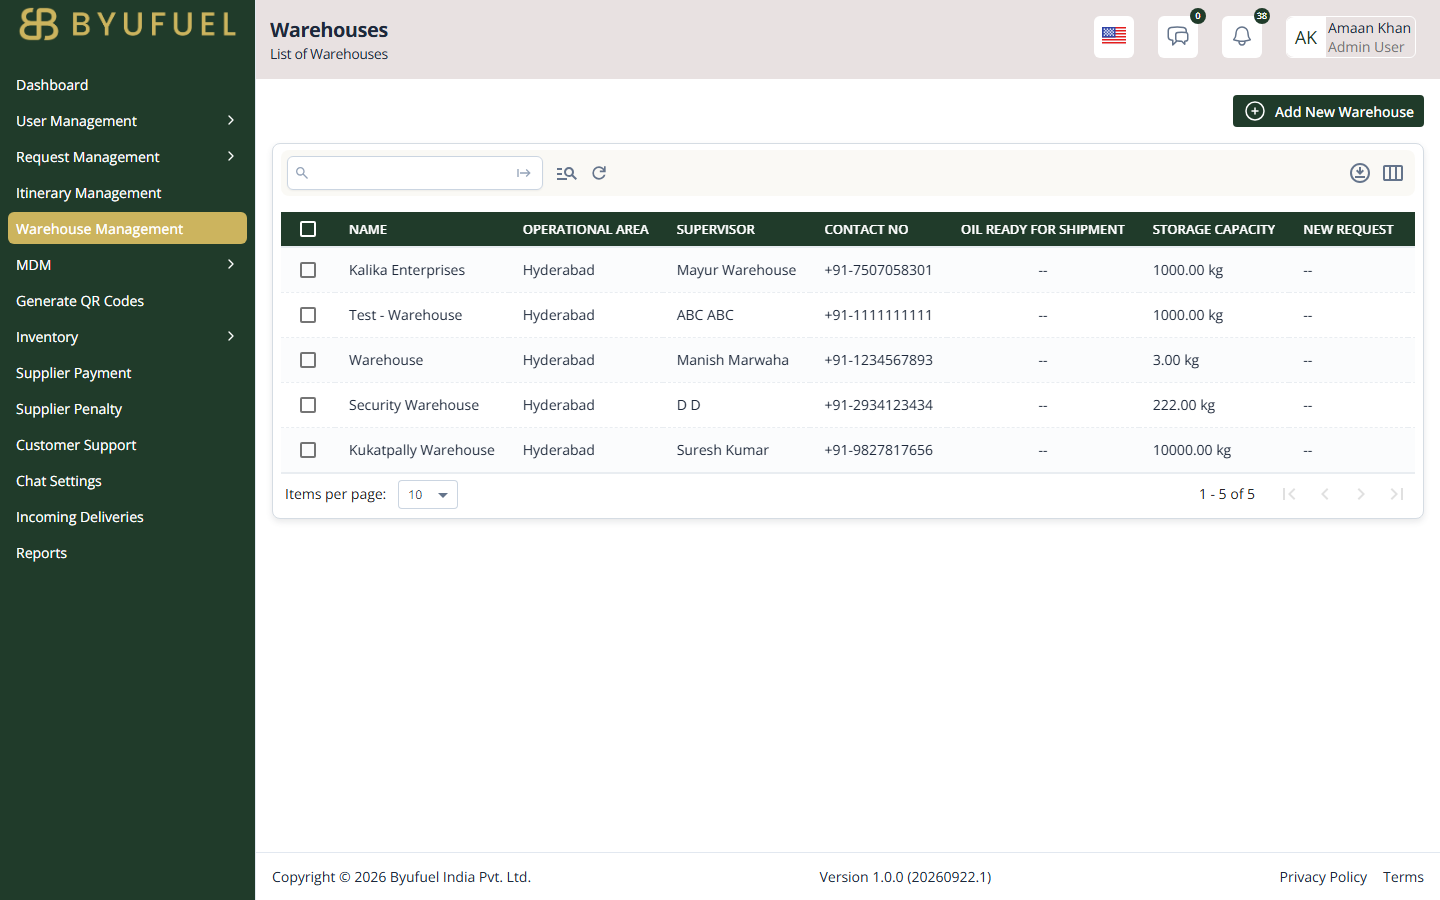 BYUFUEL
Dashboard
User Management
Request Management
Itinerary Management
Warehouse Management
MDM
Generate QR Codes
Inventory
Supplier Payment
Supplier Penalty
Customer Support
Chat Settings
Incoming Deliveries
Reports
Warehouses
List of Warehouses
0
38
AK
Amaan Khan
Admin User
Add New Warehouse
NAME OPERATIONAL AREA SUPERVISOR CONTACT NO OIL READY FOR SHIPMENT STORAGE CAPACITY NEW REQUEST
Kalika Enterprises Hyderabad Mayur Warehouse +91-7507058301 -- 1000.00 kg --
Test - Warehouse Hyderabad ABC ABC +91-1111111111 -- 1000.00 kg --
Warehouse Hyderabad Manish Marwaha +91-1234567893 -- 3.00 kg --
Security Warehouse Hyderabad D D +91-2934123434 -- 222.00 kg --
Kukatpally Warehouse Hyderabad Suresh Kumar +91-9827817656 -- 10000.00 kg --
Items per page: 10 1 - 5 of 5
Copyright © 2026 Byufuel India Pvt. Ltd. Version 1.0.0 (20260922.1) Privacy Policy Terms